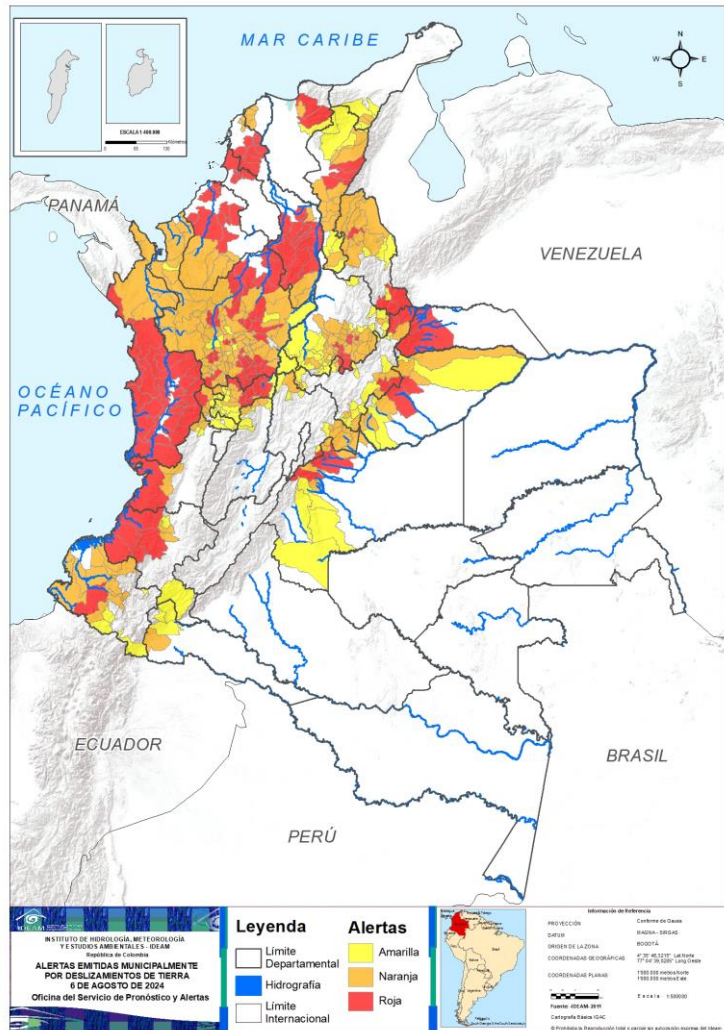 MAR CARIBE
N
W
E
S
ESCALA 1:400.000
PANAMÁ
VENEZUELA
OCÉANO
PACÍFICO
ECUADOR
BRASIL
PERÚ
IDEAM
INSTITUTO DE HIDROLOGÍA, METEOROLOGÍA
Y ESTUDIOS AMBIENTALES - IDEAM
República de Colombia
ALERTAS EMITIDAS MUNICIPALMENTE
POR DESLIZAMIENTOS DE TIERRA
6 DE AGOSTO DE 2024
Oficina del Servicio de Pronóstico y Alertas
Leyenda
Límite
Departamental
Hidrografía
Límite
Internacional
Alertas
Amarilla
Naranja
Roja
Información de Referencia
PROYECCIÓN
Conforme de Gauss
DATUM
MAGNA - SIRGAS
ORIGEN DE LA ZONA
BOGOTÁ
COORDENADAS GEOGRÁFICAS
COORDENADAS PLANAS
Escala
Fuente: IDEAM
Cartografía Básica IGAC